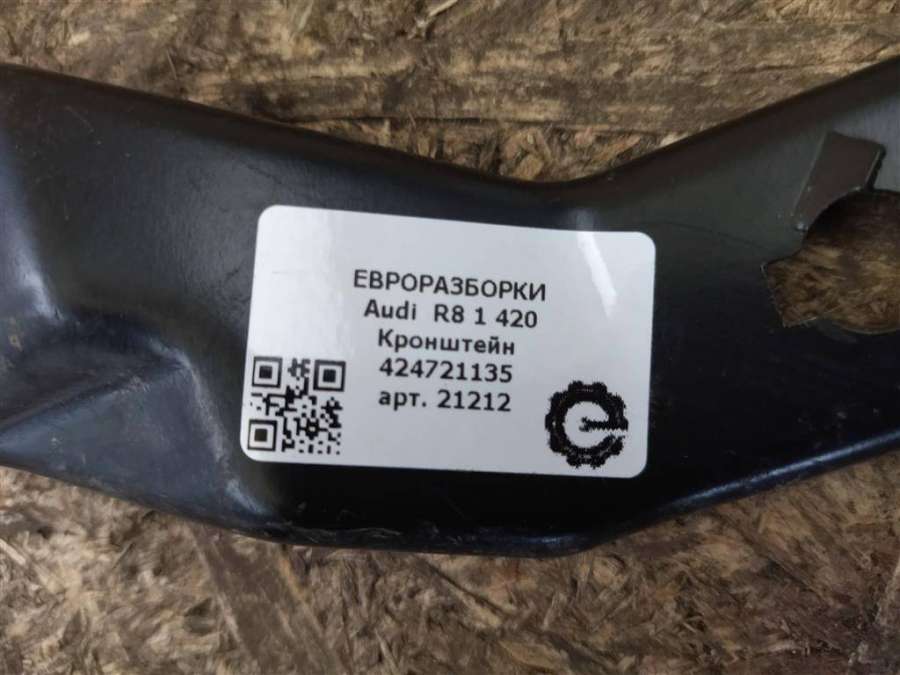 ЕВРОРАЗБОРКИ
Audi R8 1 420
Кронштейн
424721135
арт. 21212